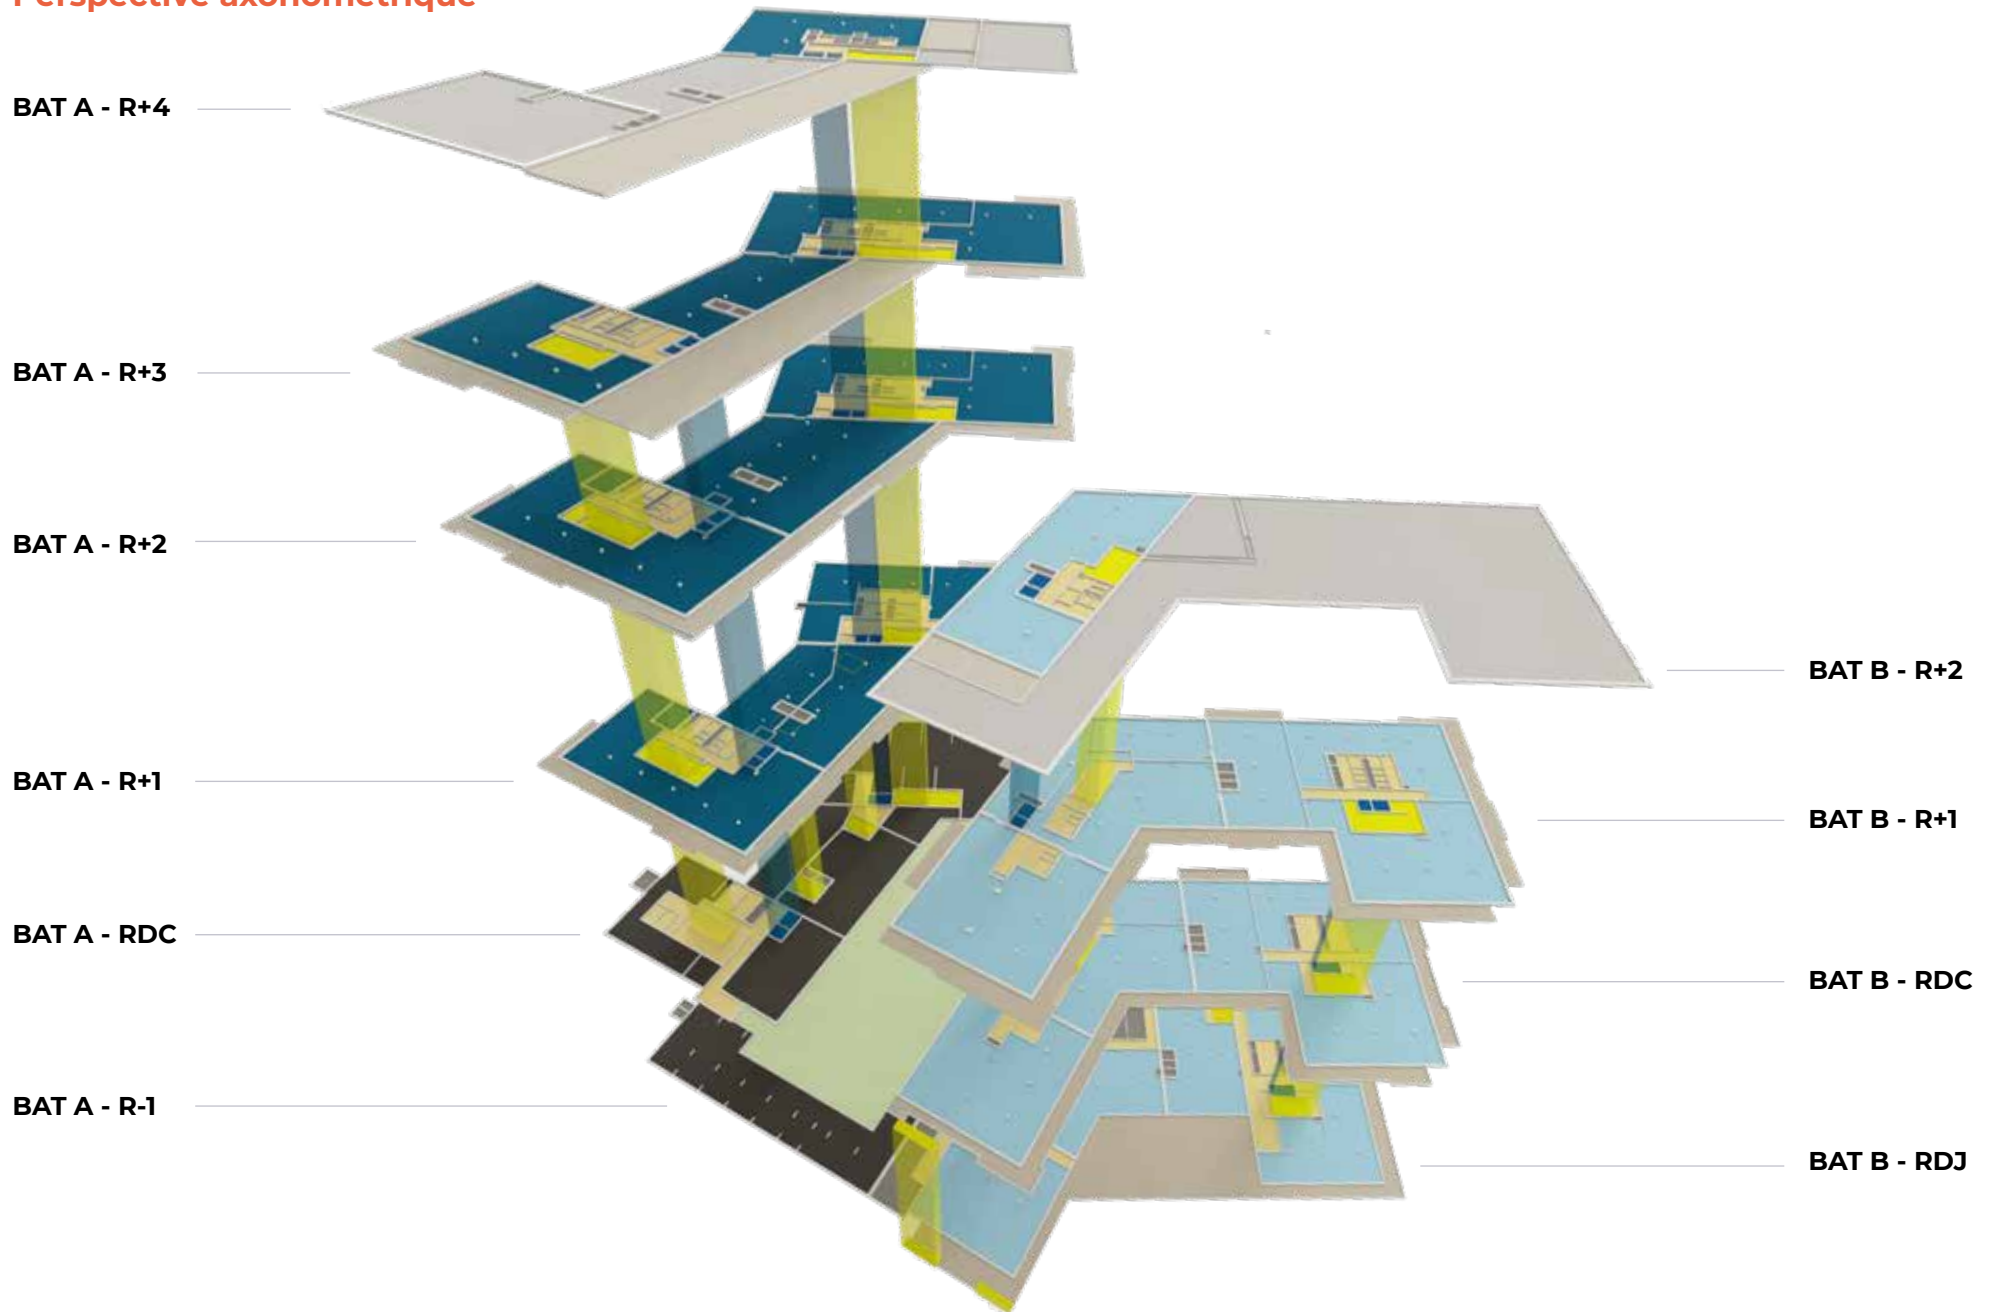 Perspective axonométrique
BAT A - R+4
BAT A - R+3
BAT A - R+2
BAT A - R+1
BAT A - RDC
BAT A - R-1
BAT B - R+2
BAT B - R+1
BAT B - RDC
BAT B - RDJ